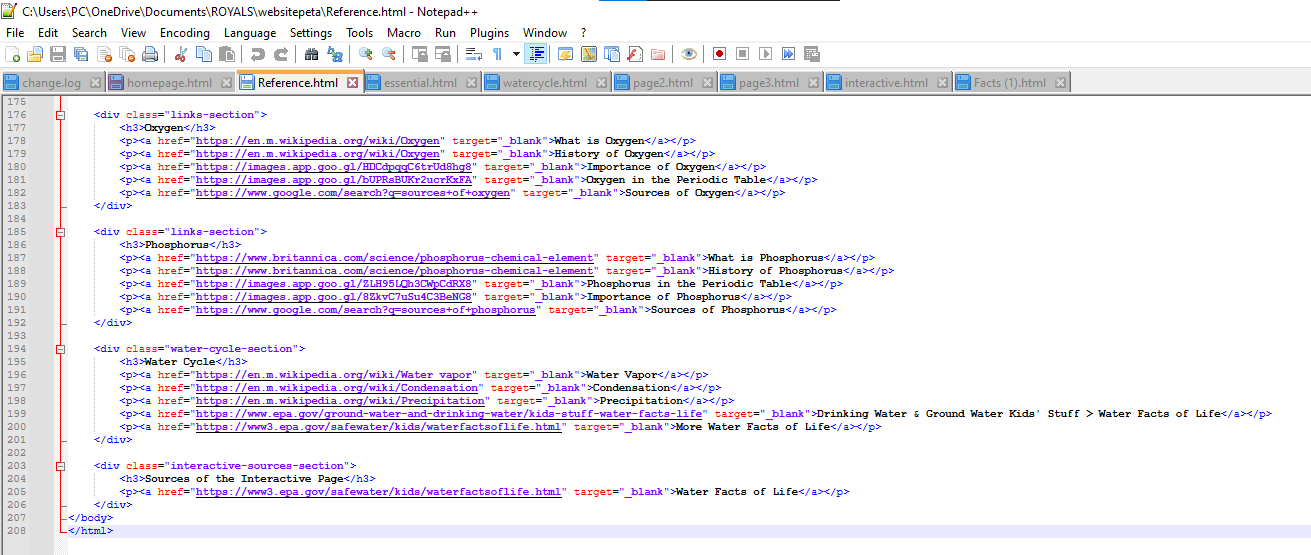 C:\Users\PC\OneDrive\Documents\ROYALS\websitepeta\Reference.html - Notepad++
File Edit Search View Encoding Language Settings Tools Macro Run Plugins Window ?
change.log homepage.html Reference.html essential.html watercycle.html page2.html page3.html interactive.html Facts (1).html
175
176 <div class="links-section">
177 <h3>Oxygen</h3>
178 <p><a href="https://en.m.wikipedia.org/wiki/Oxygen" target="_blank">What is Oxygen</a></p>
179 <p><a href="https://en.m.wikipedia.org/wiki/Oxygen" target="_blank">History of Oxygen</a></p>
180 <p><a href="https://images.app.goo.gl/HDCdpqqC6trUd8hg8" target="_blank">Importance of Oxygen</a></p>
181 <p><a href="https://images.app.goo.gl/bUPRsBUKr2ucrKxFA" target="_blank">Oxygen in the Periodic Table</a></p>
182 <p><a href="https://www.google.com/search?q=sources+of+oxygen" target="_blank">Sources of Oxygen</a></p>
183 </div>
184
185 <div class="links-section">
186 <h3>Phosphorus</h3>
187 <p><a href="https://www.britannica.com/science/phosphorus-chemical-element" target="_blank">What is Phosphorus</a></p>
188 <p><a href="https://www.britannica.com/science/phosphorus-chemical-element" target="_blank">History of Phosphorus</a></p>
189 <p><a href="https://images.app.goo.gl/ZLH95LQh3CWpCdRX8" target="_blank">Phosphorus in the Periodic Table</a></p>
190 <p><a href="https://images.app.goo.gl/8ZkvC7uSu4C3BeNG8" target="_blank">Importance of Phosphorus</a></p>
191 <p><a href="https://www.google.com/search?q=sources+of+phosphorus" target="_blank">Sources of Phosphorus</a></p>
192 </div>
193
194 <div class="water-cycle-section">
195 <h3>Water Cycle</h3>
196 <p><a href="https://en.m.wikipedia.org/wiki/Water_vapor" target="_blank">Water Vapor</a></p>
197 <p><a href="https://en.m.wikipedia.org/wiki/Condensation" target="_blank">Condensation</a></p>
198 <p><a href="https://en.m.wikipedia.org/wiki/Precipitation" target="_blank">Precipitation</a></p>
199 <p><a href="https://www.epa.gov/ground-water-and-drinking-water/kids-stuff-water-facts-life" target="_blank">Drinking Water & Ground Water Kids' Stuff > Water Facts of Life</a></p>
200 <p><a href="https://www3.epa.gov/safewater/kids/waterfactsoflife.html" target="_blank">More Water Facts of Life</a></p>
201 </div>
202
203 <div class="interactive-sources-section">
204 <h3>Sources of the Interactive Page</h3>
205 <p><a href="https://www3.epa.gov/safewater/kids/waterfactsoflife.html" target="_blank">Water Facts of Life</a></p>
206 </div>
207 </body>
208 </html>